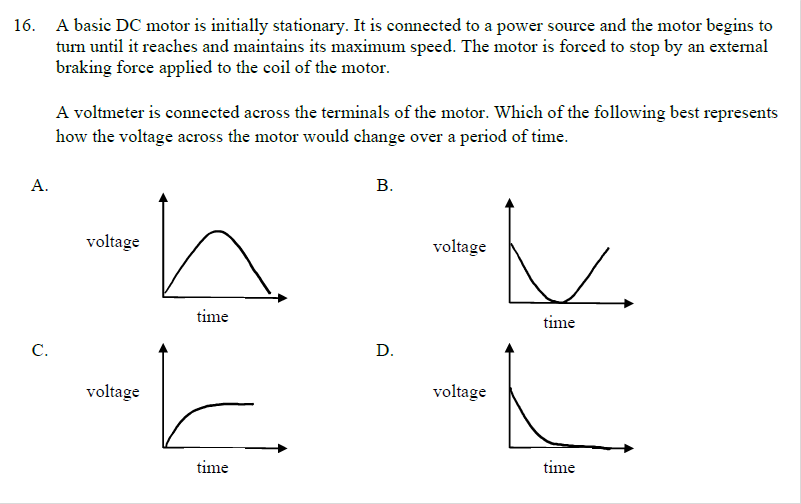 16. A basic DC motor is initially stationary. It is connected to a power source and the motor begins to
turn until it reaches and maintains its maximum speed. The motor is forced to stop by an external
braking force applied to the coil of the motor.
A voltmeter is connected across the terminals of the motor. Which of the following best represents
how the voltage across the motor would change over a period of time.
A.
voltage
time
B.
voltage
time
C.
voltage
time
D.
voltage
time